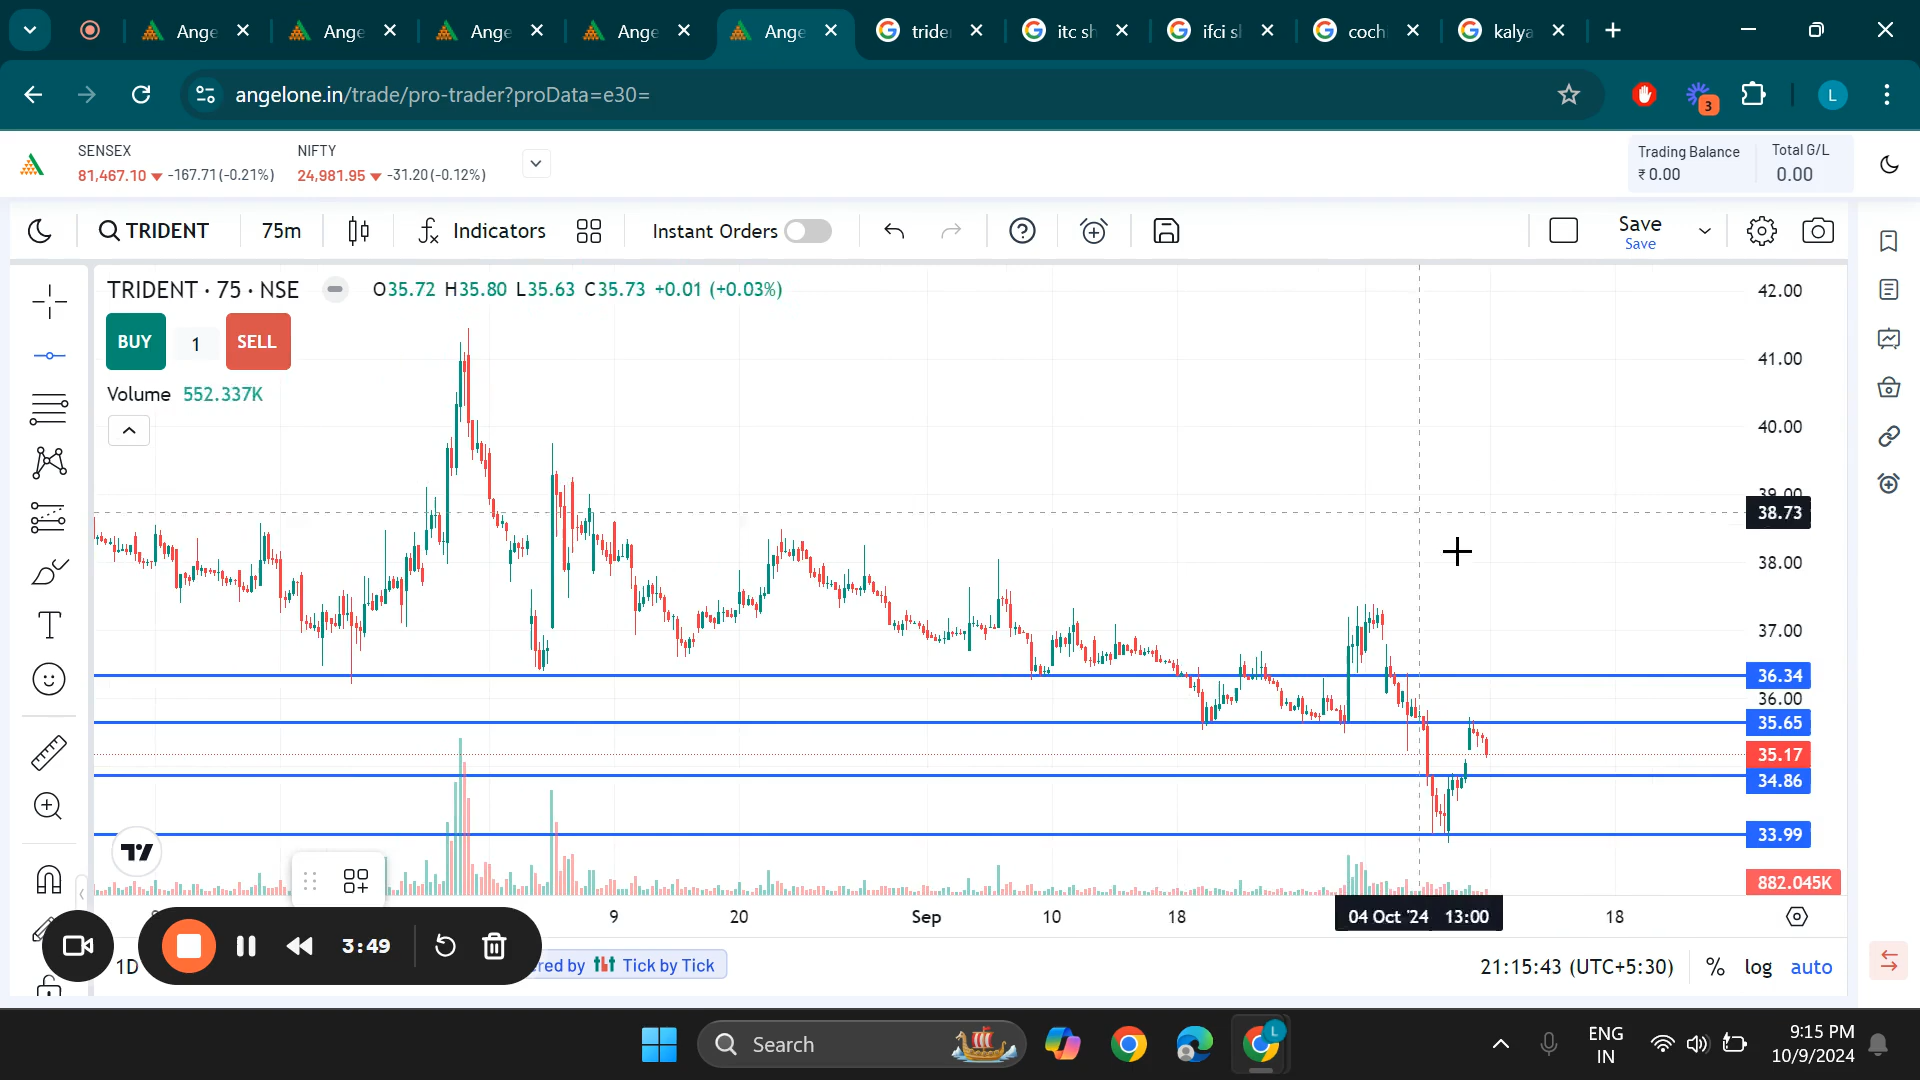 Ange Ange Ange Ange Ange tride itc sh ifci sl coch kalya
angelone.in/trade/pro-trader?proData=e30=
3
L
SENSEX
81,467.10 -167.71(-0.21%)
NIFTY
24,981.95 -31.20(-0.12%)
Trading Balance
₹ 0.00
Total G/L
0.00
TRIDENT 75m Indicators Instant Orders Save
Save
TRIDENT · 75 · NSE O35.72 H35.80 L35.63 C35.73 +0.01 (+0.03%)
BUY 1 SELL
Volume 552.337K
42.00
41.00
40.00
39.00
38.73
38.00
37.00
36.34
36.00
35.65
35.17
34.86
33.99
882.045K
9 20 Sep 10 18 04 Oct '24 13:00 18
3:49
1D
red by Tick by Tick
21:15:43 (UTC+5:30) % log auto
Search
L
ENG
IN
9:15 PM
10/9/2024